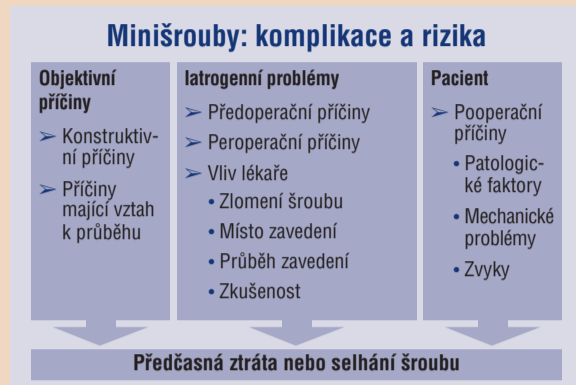 Minišrouby: komplikace a rizika
Objektivní
příčiny
➢ Konstruktiv-
ní příčiny
➢ Příčiny
mající vztah
k průběhu
Iatrogenní problémy
➢ Předoperační příčiny
➢ Peroperační příčiny
➢ Vliv lékaře
• Zlomení šroubu
• Místo zavedení
• Průběh zavedení
• Zkušenost
Pacient
➢ Pooperační
příčiny
• Patologic-
ké faktory
• Mechanické
problémy
• Zvyky
Předčasná ztráta nebo selhání šroubu